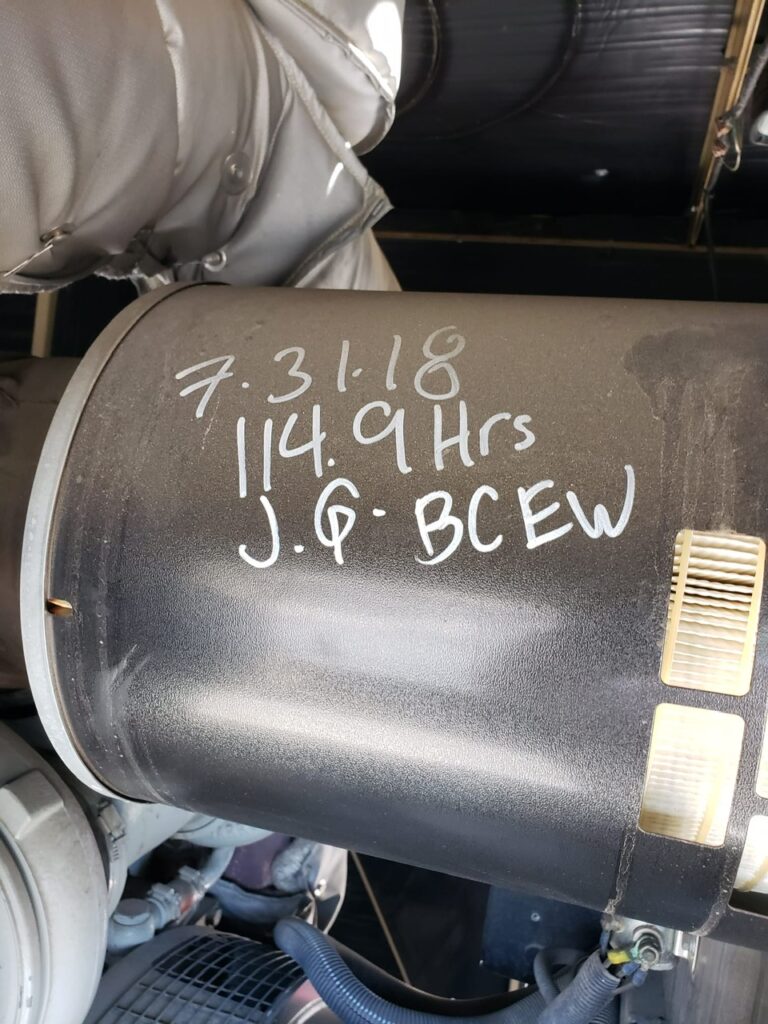 7.31.18
114.9 Hrs
J.G. BCEW